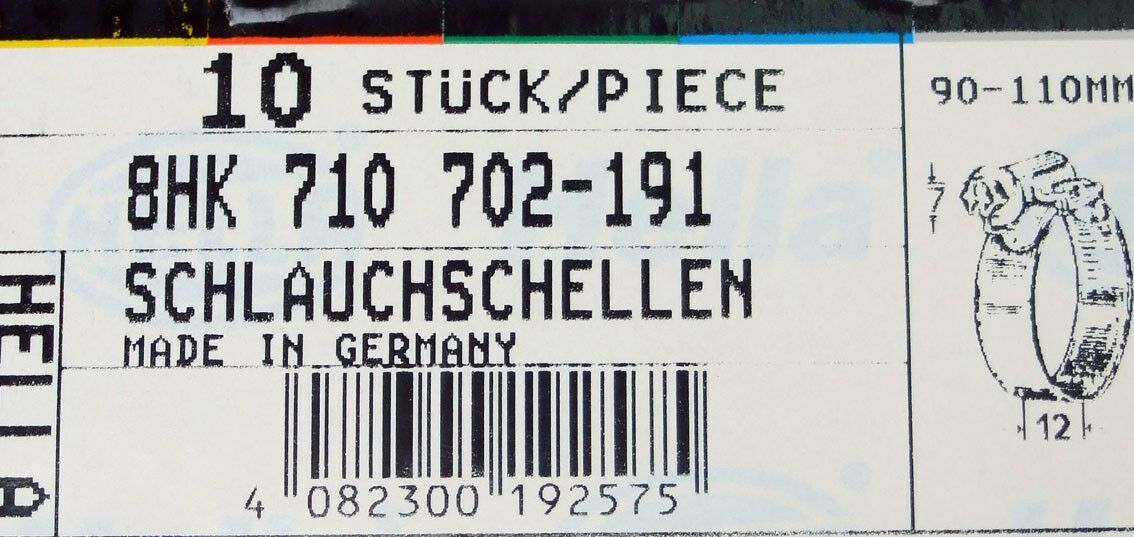 10 STÜCK/PIECE
8HK 710 702-191
SCHLAUCHSCHELLEN
MADE IN GERMANY
HELLA
4 082300 192575
90-110MM
7
12